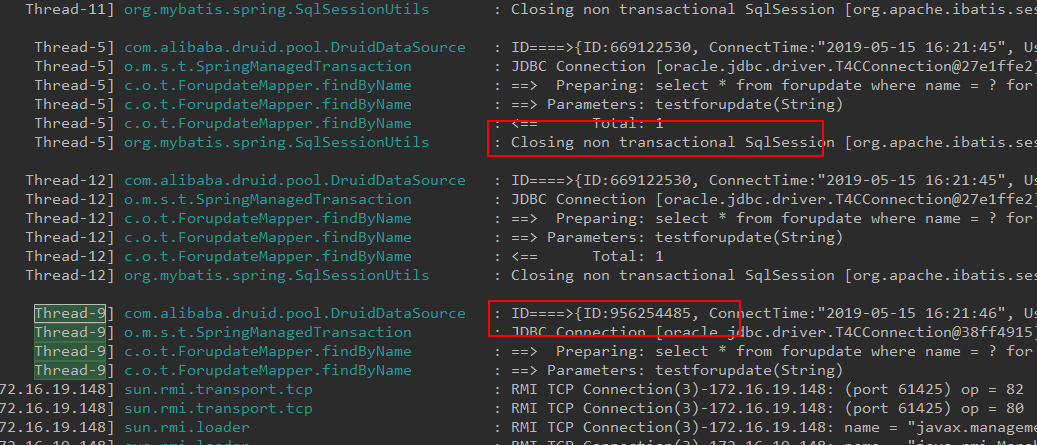 Thread-11] org.mybatis.spring.SqlSessionUtils : Closing non transactional SqlSession [org.apache.ibatis.ses
Thread-5] com.alibaba.druid.pool.DruidDataSource : ID====>{ID:669122530, ConnectTime:"2019-05-15 16:21:45", Us
Thread-5] o.m.s.t.SpringManagedTransaction : JDBC Connection [oracle.jdbc.driver.T4CConnection@27e1ffe2]
Thread-5] c.o.t.ForupdateMapper.findByName : ==> Preparing: select * from forupdate where name = ? for
Thread-5] c.o.t.ForupdateMapper.findByName : ==> Parameters: testforupdate(String)
Thread-5] c.o.t.ForupdateMapper.findByName : <== Total: 1
Thread-5] org.mybatis.spring.SqlSessionUtils : Closing non transactional SqlSession [org.apache.ibatis.ses
Thread-12] com.alibaba.druid.pool.DruidDataSource : ID====>{ID:669122530, ConnectTime:"2019-05-15 16:21:45", Us
Thread-12] o.m.s.t.SpringManagedTransaction : JDBC Connection [oracle.jdbc.driver.T4CConnection@27e1ffe2]
Thread-12] c.o.t.ForupdateMapper.findByName : ==> Preparing: select * from forupdate where name = ? for
Thread-12] c.o.t.ForupdateMapper.findByName : ==> Parameters: testforupdate(String)
Thread-12] c.o.t.ForupdateMapper.findByName : <== Total: 1
Thread-12] org.mybatis.spring.SqlSessionUtils : Closing non transactional SqlSession [org.apache.ibatis.ses
Thread-9] com.alibaba.druid.pool.DruidDataSource : ID====>{ID:956254485, ConnectTime:"2019-05-15 16:21:46", Us
Thread-9] o.m.s.t.SpringManagedTransaction : JDBC Connection [oracle.jdbc.driver.T4CConnection@38ff4915]
Thread-9] c.o.t.ForupdateMapper.findByName : ==> Preparing: select * from forupdate where name = ? for
Thread-9] c.o.t.ForupdateMapper.findByName : ==> Parameters: testforupdate(String)
72.16.19.148] sun.rmi.transport.tcp : RMI TCP Connection(3)-172.16.19.148: (port 61425) op = 82
72.16.19.148] sun.rmi.transport.tcp : RMI TCP Connection(3)-172.16.19.148: (port 61425) op = 80
72.16.19.148] sun.rmi.loader : RMI TCP Connection(3)-172.16.19.148: name = "javax.manageme